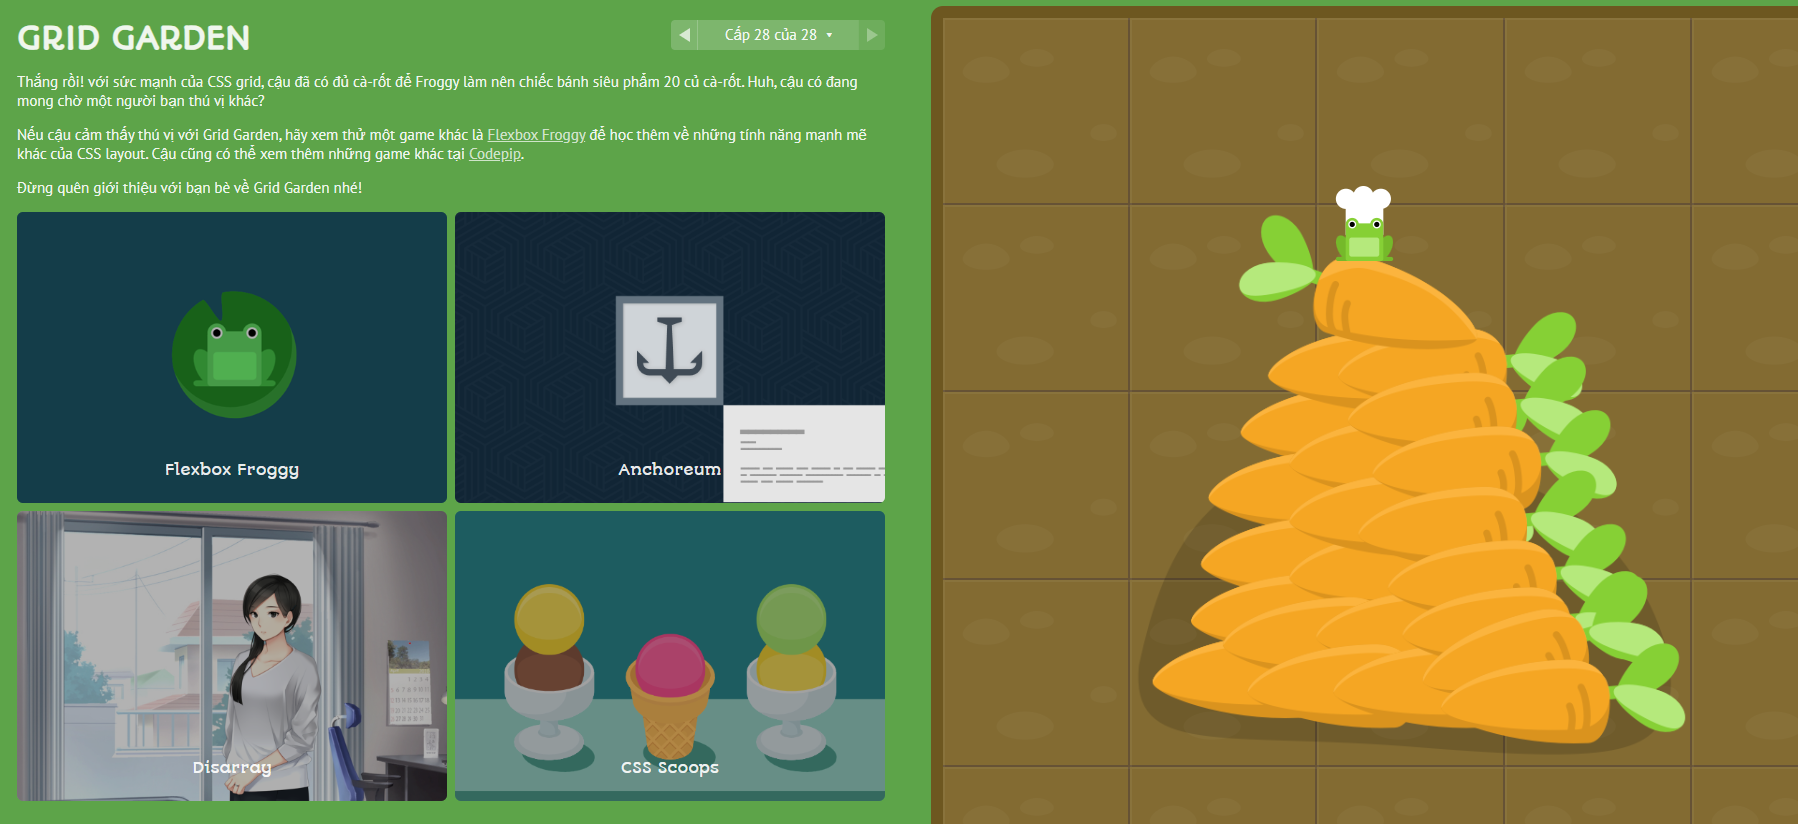 GRID GARDEN
Cấp 28 của 28
Thắng rồi! với sức mạnh của CSS grid, cậu đã có đủ cà-rốt để Froggy làm nên chiếc bánh siêu phẩm 20 củ cà-rốt. Huh, cậu có đang
mong chờ một người bạn thú vị khác?
Nếu cậu cảm thấy thú vị với Grid Garden, hãy xem thử một game khác là Flexbox Froggy để học thêm về những tính năng mạnh mẽ
khác của CSS layout. Cậu cũng có thể xem thêm những game khác tại Codepip.
Đừng quên giới thiệu với bạn bè về Grid Garden nhé!
Flexbox Froggy
Anchoreum
Disarray
CSS Scoops